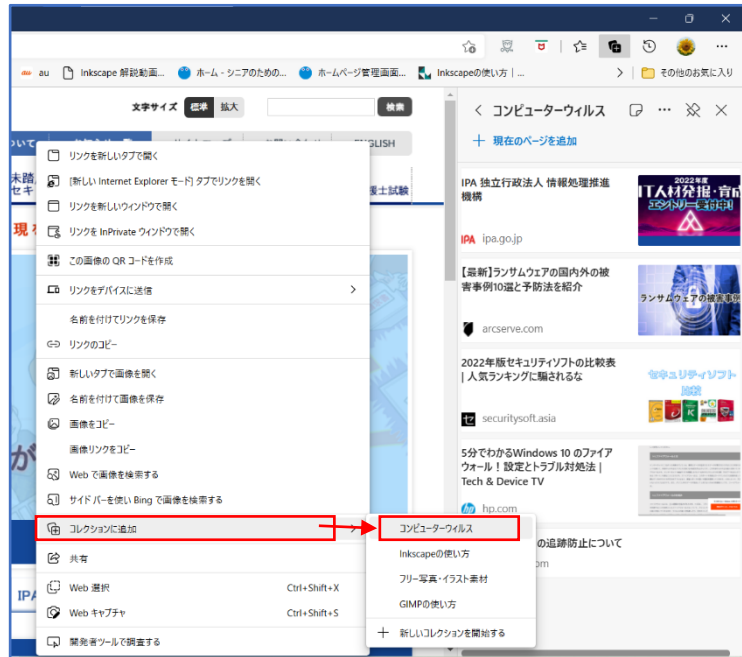 au
Inkscape 解説動画...
ホーム - シニアのための...
ホームページ管理画面...
Inkscapeの使い方 | ...
その他のお気に入り
文字サイズ 標準 拡大
検索
ENGLISH
コンピューターウィルス
現在のページを追加
リンクを新しいタブで開く
[新しい Internet Explorer モード] タブでリンクを開く
リンクを新しいウィンドウで開く
リンクを InPrivate ウィンドウで開く
この画像の QR コードを作成
リンクをデバイスに送信
名前を付けてリンクを保存
リンクのコピー
新しいタブで画像を開く
名前を付けて画像を保存
画像をコピー
画像リンクをコピー
Web で画像を検索する
サイド バーを使い Bing で画像を検索する
コレクションに追加
共有
Web 選択 Ctrl+Shift+X
Web キャプチャ Ctrl+Shift+S
開発者ツールで調査する
コンピューターウィルス
Inkscapeの使い方
フリー写真・イラスト素材
GIMPの使い方
新しいコレクションを開始する
IPA 独立行政法人 情報処理推進
機構
IPA ipa.go.jp
2022年度
IT人材発掘・育成
エントリー受付中!
【最新】ランサムウェアの国内外の被
害事例10選と予防法を紹介
arcserve.com
ランサムウェアの被害事例
2022年版セキュリティソフトの比較表
| 人気ランキングに騙されるな
セ securitysoft.asia
セキュリティソフト
比較
5分でわかるWindows 10 のファイア
ウォール！設定とトラブル対処法 |
Tech & Device TV
hp.com
の追跡防止について
ついて
未踏
セキ
援士試験
現
が
IPA